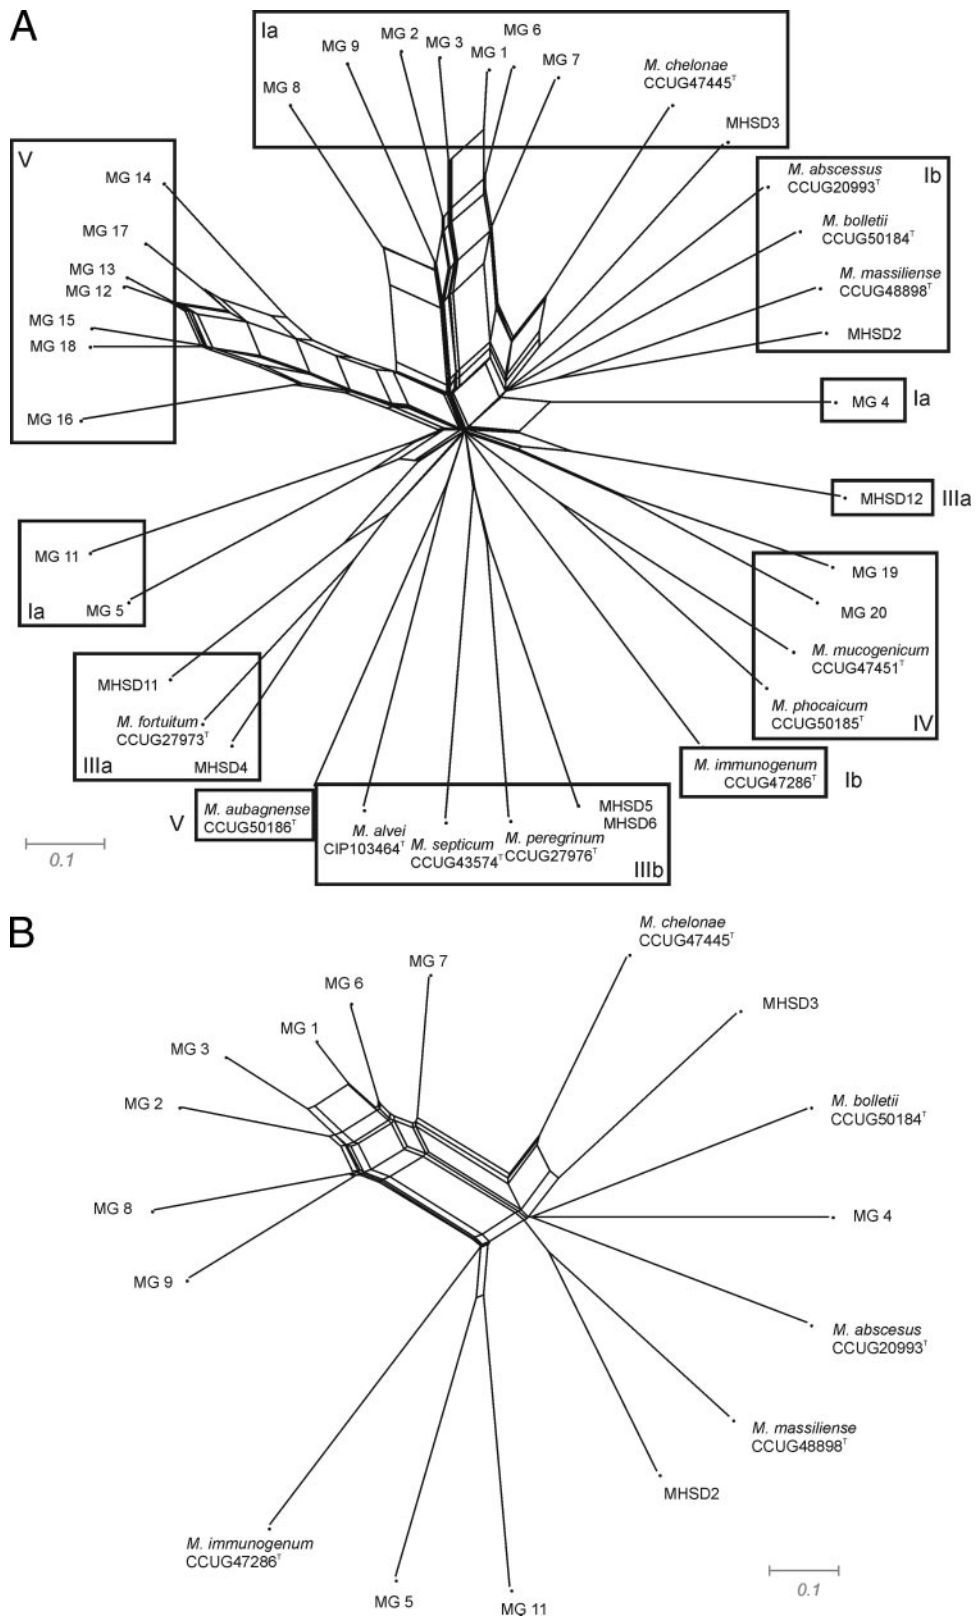 A
Ia
MG 8
MG 9
MG 2
MG 3
MG 1
MG 6
MG 7
M. chelonae
CCUG47445ᵀ
MHSD3
V
MG 14
MG 17
MG 13
MG 12
MG 15
MG 18
MG 16
Ib
M. abscessus
CCUG20993ᵀ
M. bolletii
CCUG50184ᵀ
M. massiliense
CCUG48898ᵀ
MHSD2
MG 4
Ia
MHSD12
IIIa
MG 11
MG 5
Ia
MG 19
MG 20
M. mucogenicum
CCUG47451ᵀ
M. phocaicum
CCUG50185ᵀ
IV
MHSD11
M. fortuitum
CCUG27973ᵀ
MHSD4
IIIa
M. immunogenum
CCUG47286ᵀ
Ib
V
M. aubagnense
CCUG50186ᵀ
M. alvei
CIP103464ᵀ
M. septicum
CCUG43574ᵀ
M. peregrinum
CCUG27976ᵀ
MHSD5
MHSD6
IIIb
0.1
B
M. chelonae
CCUG47445ᵀ
MG 7
MG 6
MG 1
MG 3
MG 2
MHSD3
M. bolletii
CCUG50184ᵀ
MG 8
MG 4
MG 9
M. abscesus
CCUG20993ᵀ
M. massiliense
CCUG48898ᵀ
MHSD2
M. immunogenum
CCUG47286ᵀ
MG 5
MG 11
0.1